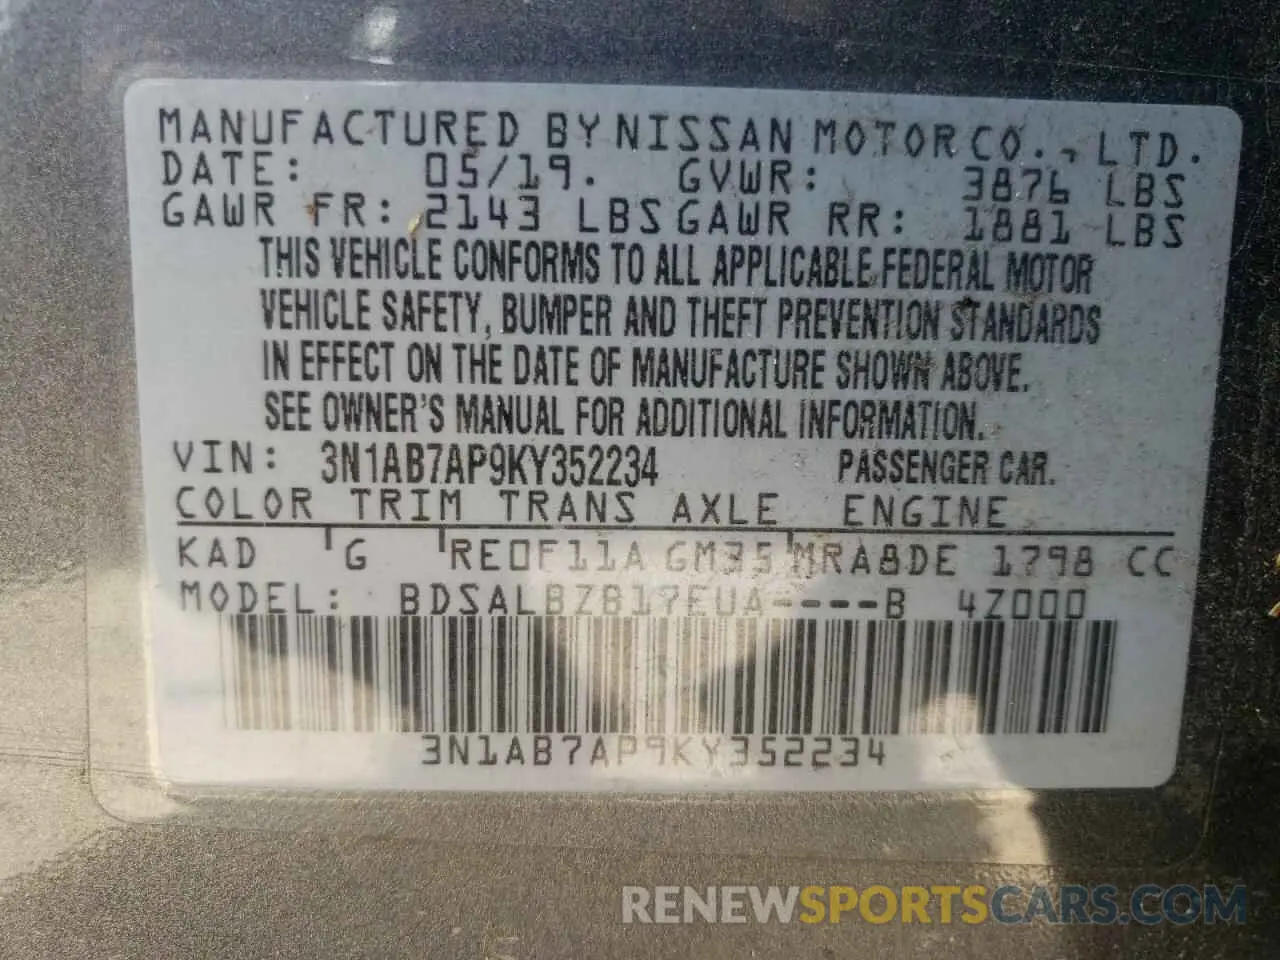 MANUFACTURED BY NISSAN MOTOR CO., LTD.
DATE: 05/19. GVWR: 3876 LBS
GAWR FR: 2143 LBS GAWR RR: 1881 LBS
THIS VEHICLE CONFORMS TO ALL APPLICABLE FEDERAL MOTOR
VEHICLE SAFETY, BUMPER AND THEFT PREVENTION STANDARDS
IN EFFECT ON THE DATE OF MANUFACTURE SHOWN ABOVE.
SEE OWNER'S MANUAL FOR ADDITIONAL INFORMATION.
VIN: 3N1AB7AP9KY352234 PASSENGER CAR.
COLOR TRIM TRANS AXLE ENGINE
KAD G RE0F11A GM35 MRA8DE 1798 CC
MODEL: BDSALBZB17EUA----B 4Z000
3N1AB7AP9KY352234
RENEWSPORTSCARS.COM